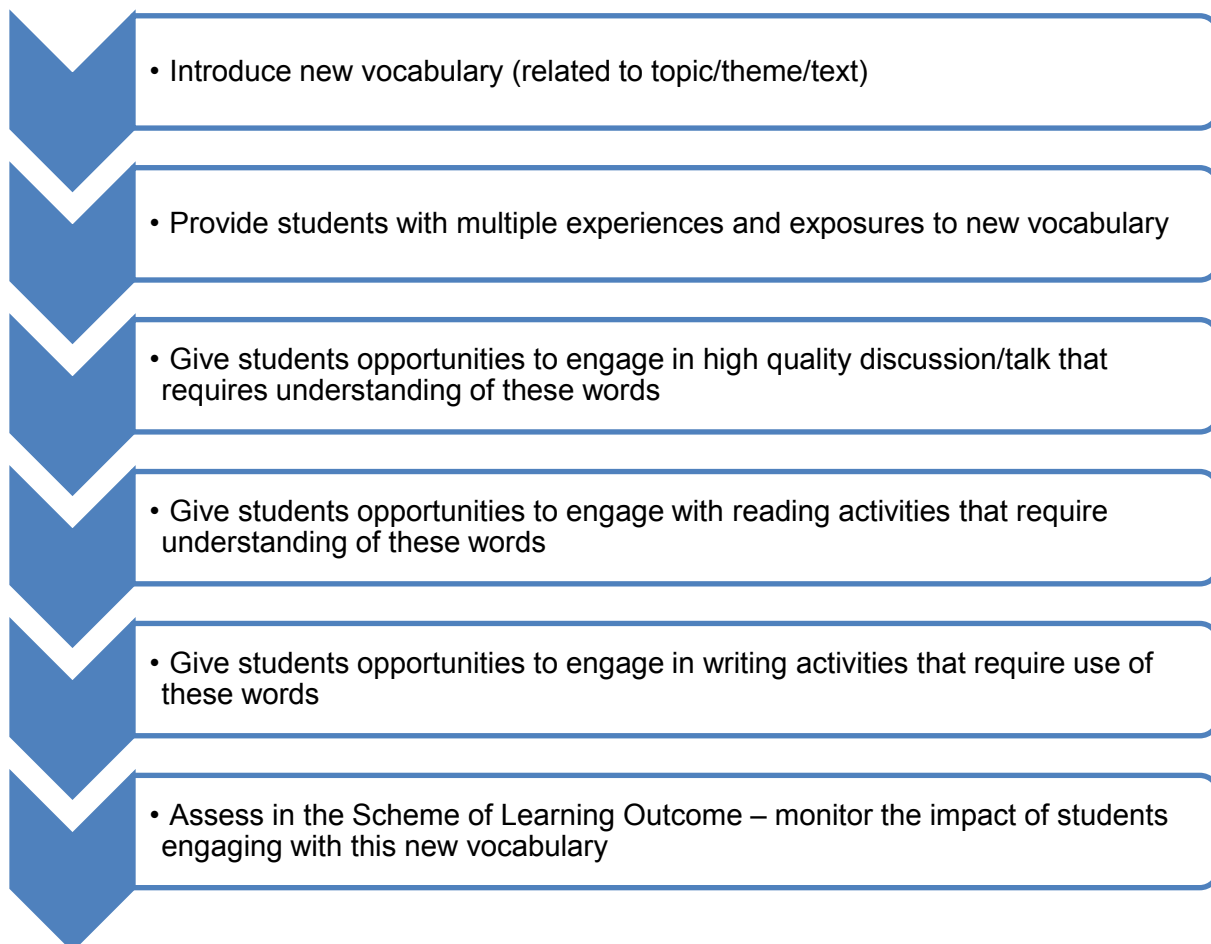 • Introduce new vocabulary (related to topic/theme/text)
• Provide students with multiple experiences and exposures to new vocabulary
• Give students opportunities to engage in high quality discussion/talk that
requires understanding of these words
• Give students opportunities to engage with reading activities that require
understanding of these words
• Give students opportunities to engage in writing activities that require use of
these words
• Assess in the Scheme of Learning Outcome – monitor the impact of students
engaging with this new vocabulary